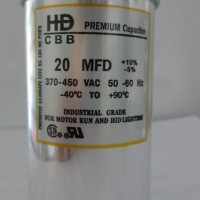 HD PREMIUM Capacitor
CBB
20 MFD +10% -5%
370-450 VAC 50-60 Hz
-40°C TO +90°C
INDUSTRIAL GRADE
FOR MOTOR RUN AND HID LIGHTING